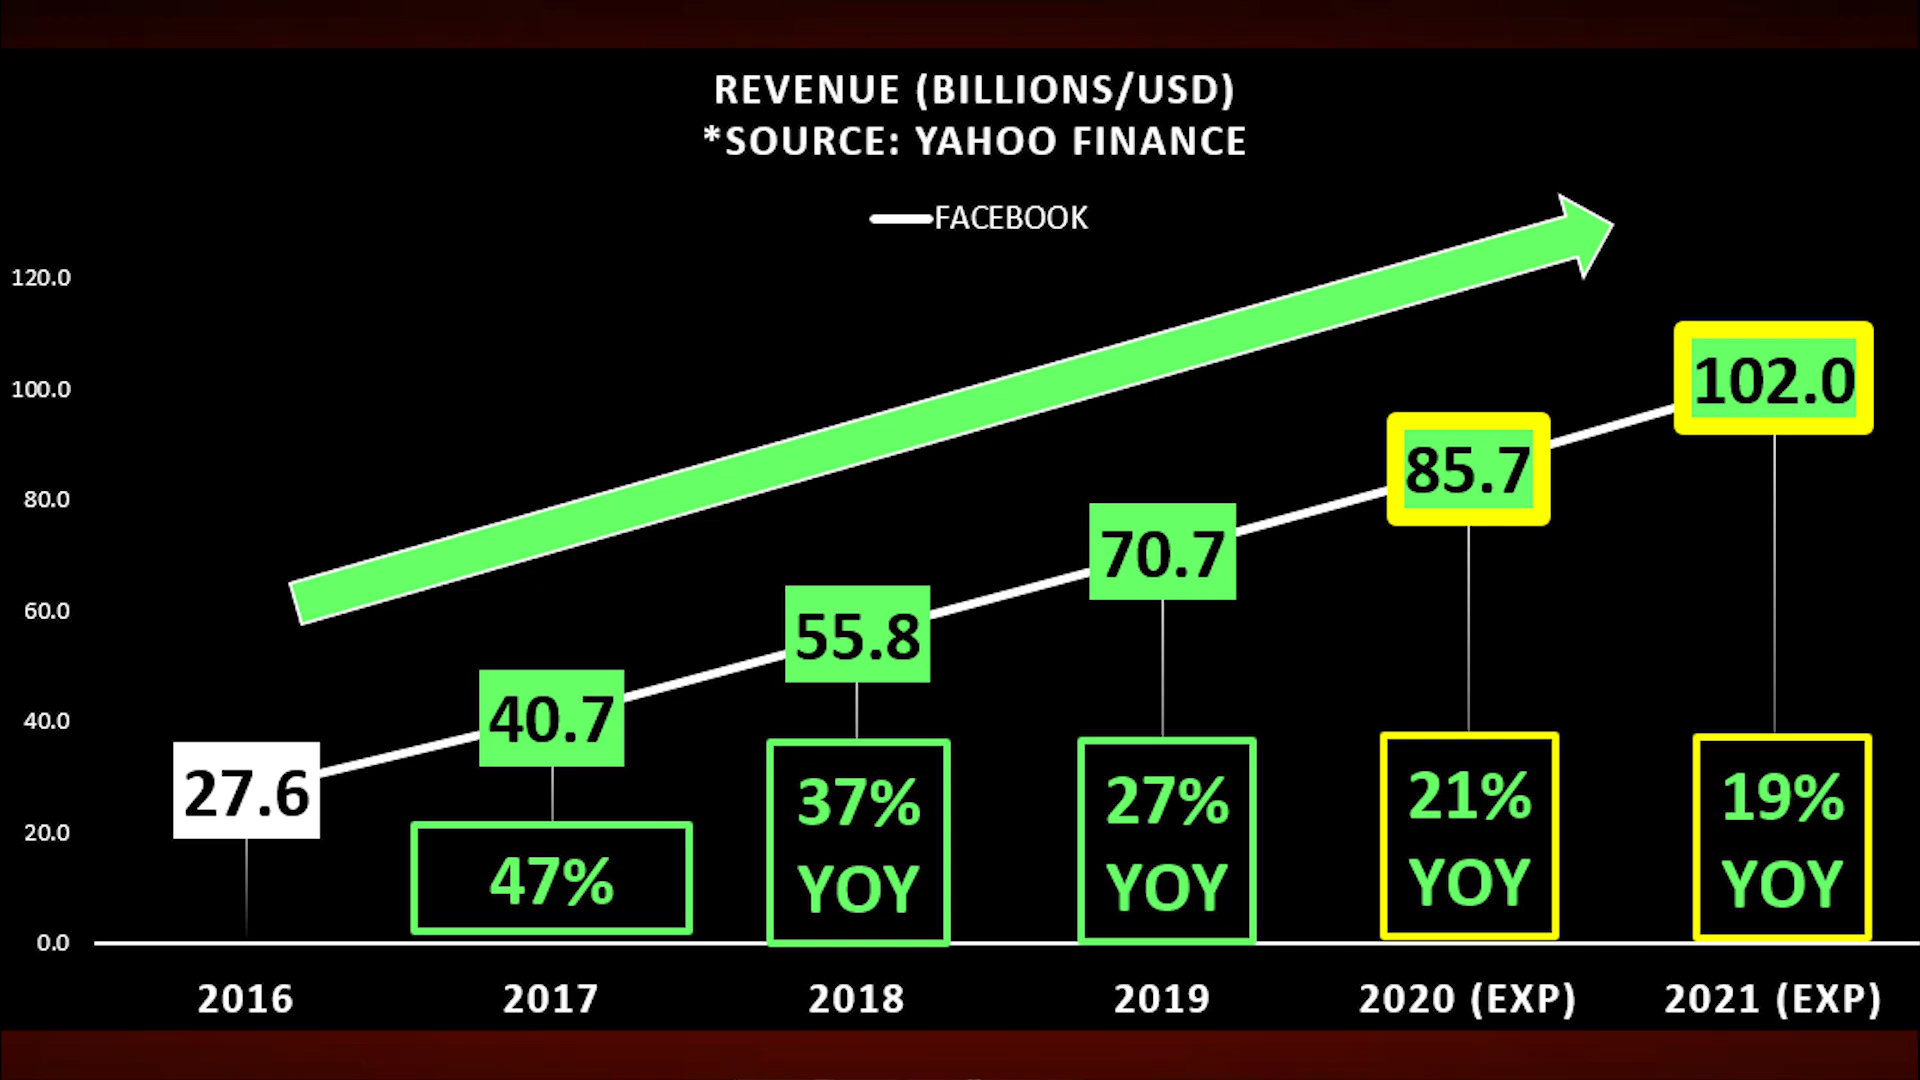 REVENUE (BILLIONS/USD)
*SOURCE: YAHOO FINANCE
FACEBOOK
120.0
100.0
80.0
60.0
40.0
20.0
0.0
27.6
40.7
55.8
70.7
85.7
102.0
47%
37%
YOY
27%
YOY
21%
YOY
19%
YOY
2016
2017
2018
2019
2020 (EXP)
2021 (EXP)